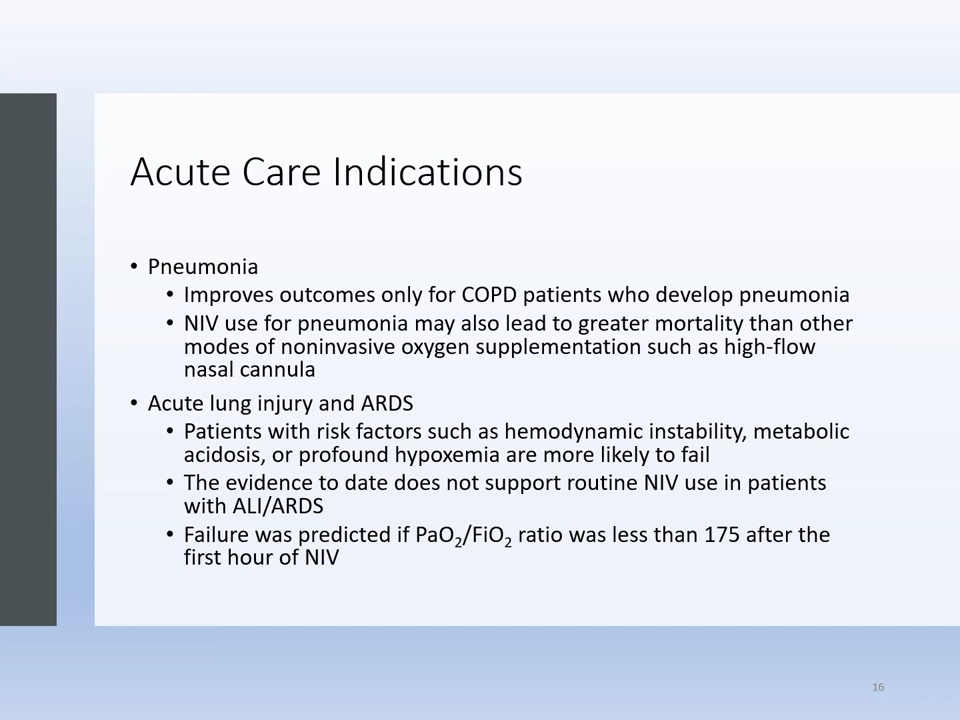 Acute Care Indications
• Pneumonia
• Improves outcomes only for COPD patients who develop pneumonia
• NIV use for pneumonia may also lead to greater mortality than other
modes of noninvasive oxygen supplementation such as high-flow
nasal cannula
• Acute lung injury and ARDS
• Patients with risk factors such as hemodynamic instability, metabolic
acidosis, or profound hypoxemia are more likely to fail
• The evidence to date does not support routine NIV use in patients
with ALI/ARDS
• Failure was predicted if PaO₂/FiO₂ ratio was less than 175 after the
first hour of NIV
16